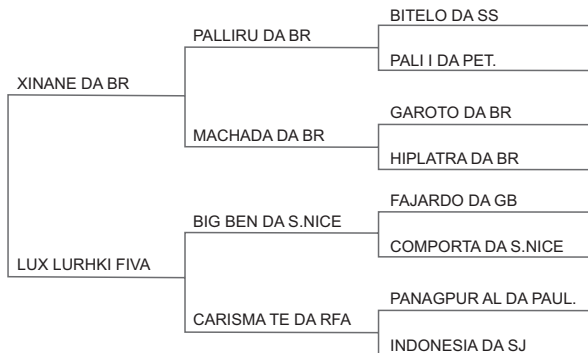 BITELO DA SS
PALLIRU DA BR
PALI I DA PET.
XINANE DA BR
GAROTO DA BR
MACHADA DA BR
HIPLATRA DA BR
FAJARDO DA GB
BIG BEN DA S.NICE
COMPORTA DA S.NICE
LUX LURHKI FIVA
PANAGPUR AL DA PAUL.
CARISMA TE DA RFA
INDONESIA DA SJ